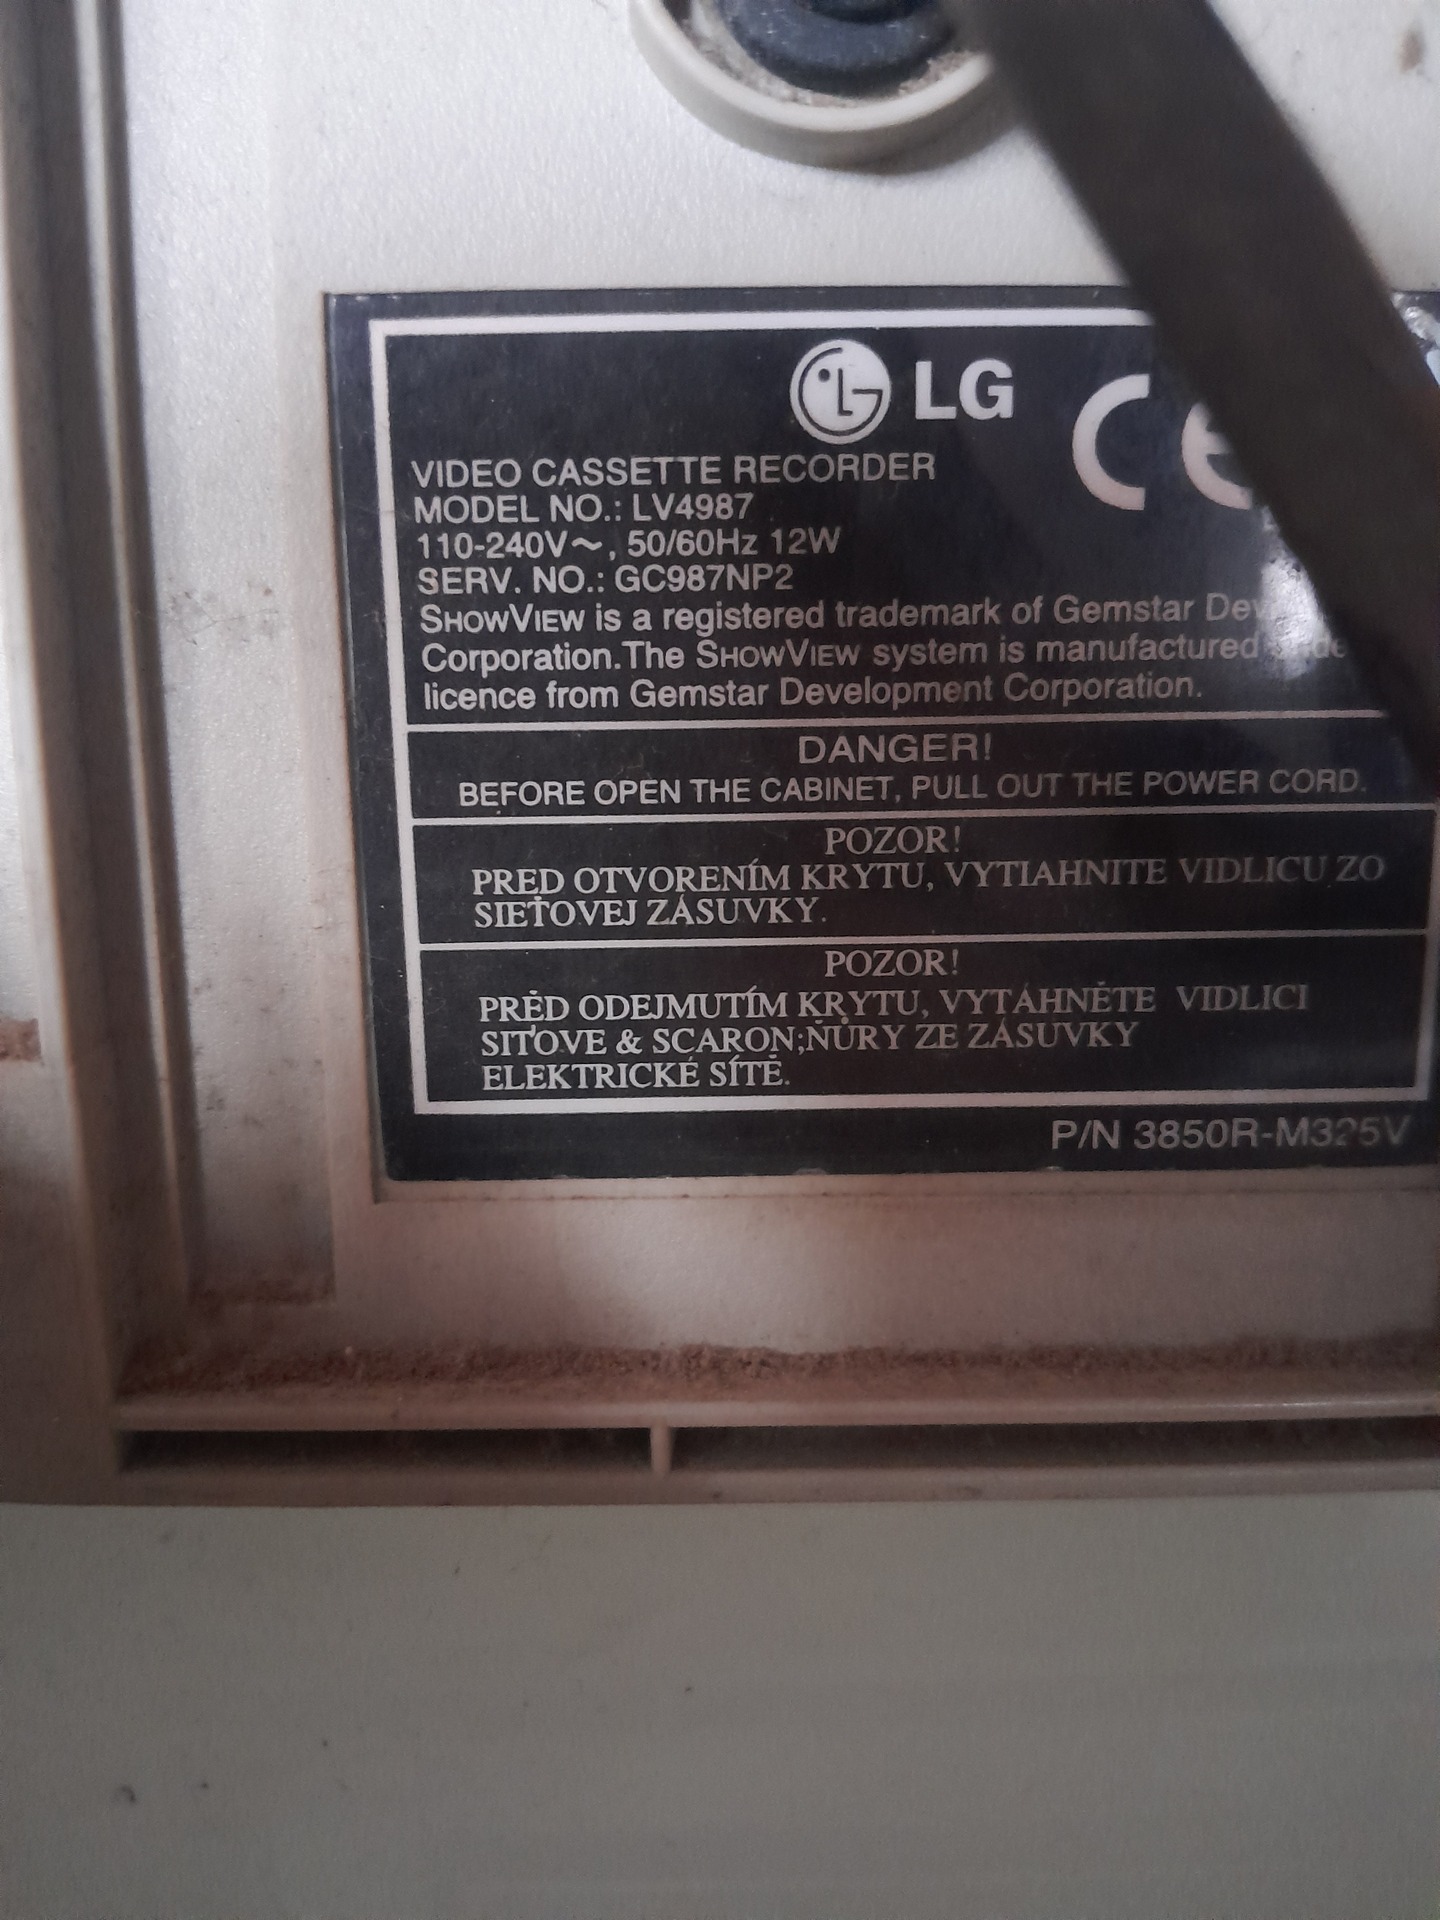 LG
CE
VIDEO CASSETTE RECORDER
MODEL NO.: LV4987
110-240V～, 50/60Hz 12W
SERV. NO.: GC987NP2
SHOWVIEW is a registered trademark of Gemstar
Corporation. The SHOWVIEW system is manufactured
licence from Gemstar Development Corporation.
DANGER!
BEFORE OPEN THE CABINET, PULL OUT THE POWER CORD.
POZOR!
PRED OTVORENÍM KRYTU, VYTIAHNITE VIDLICU ZO
SIEŤOVEJ ZÁSUVKY.
POZOR!
PRĖD ODEJMUTÍM KRYTU, VYTÁHNĚTE VIDLICI
SIŤOVE & SCARON;ŇŮRY ZE ZÁSUVKY
ELEKTRICKÉ SÍTĚ.
P/N 3850R-M325V